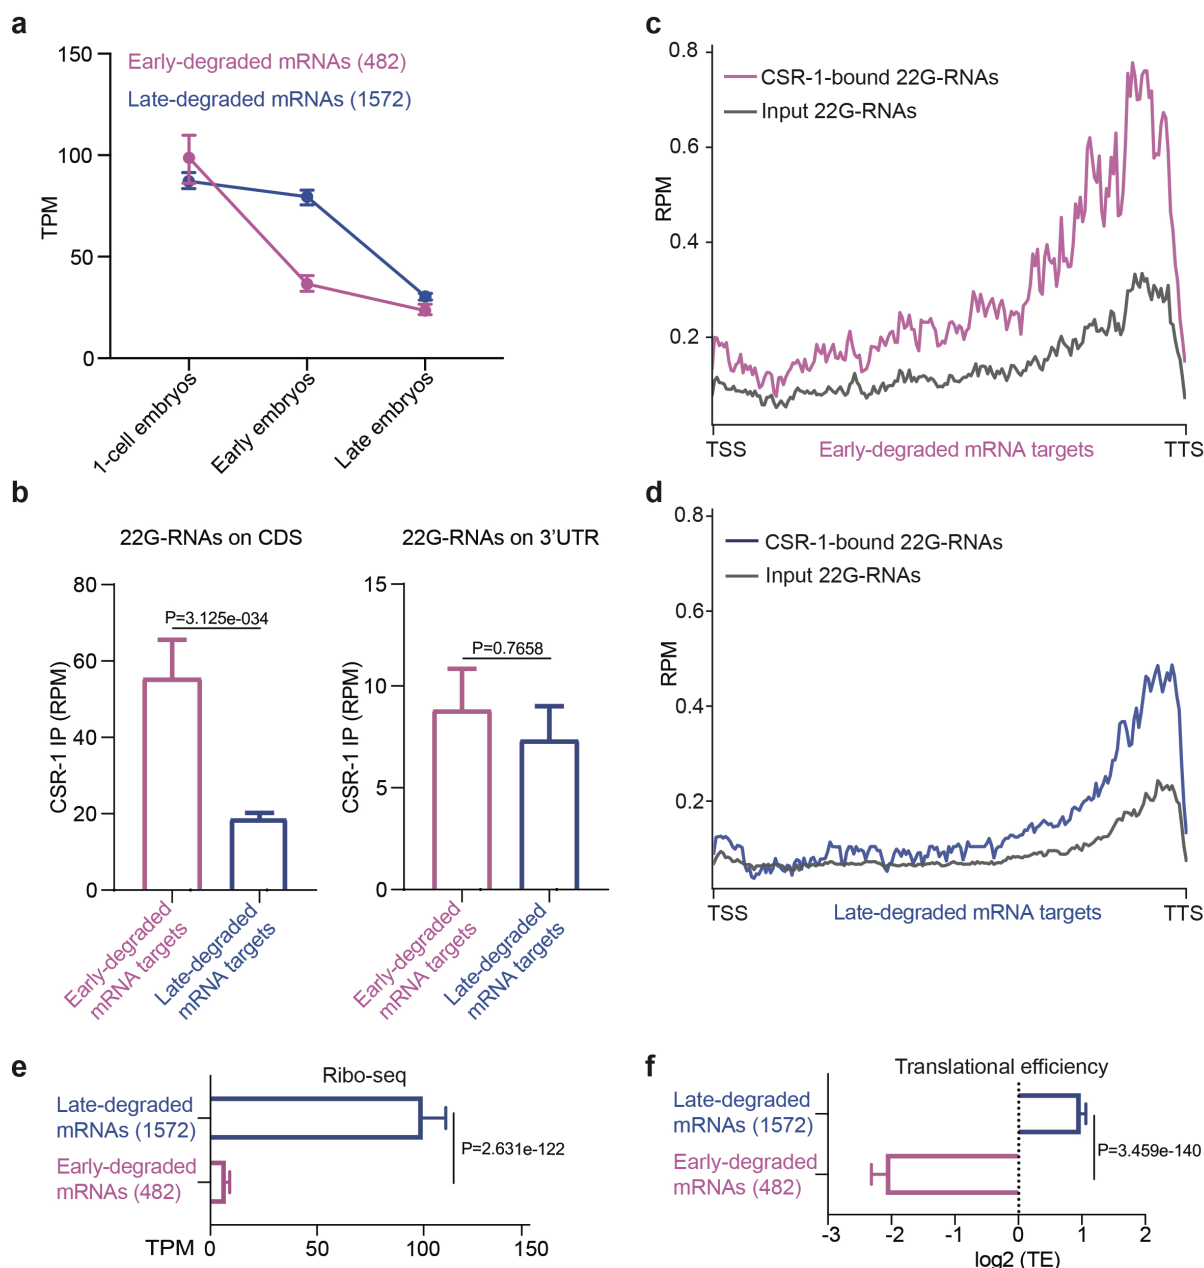 a
150
100
50
0
TPM
Early-degraded mRNAs (482)
Late-degraded mRNAs (1572)
1-cell embryos
Early embryos
Late embryos
b
22G-RNAs on CDS
80
60
40
20
0
CSR-1 IP (RPM)
P=3.125e-034
Early-degraded
mRNA targets
Late-degraded
mRNA targets
22G-RNAs on 3'UTR
15
10
5
0
CSR-1 IP (RPM)
P=0.7658
Early-degraded
mRNA targets
Late-degraded
mRNA targets
c
0.8
0.6
0.4
0.2
RPM
CSR-1-bound 22G-RNAs
Input 22G-RNAs
TSS
Early-degraded mRNA targets
TTS
d
0.8
0.6
0.4
0.2
RPM
CSR-1-bound 22G-RNAs
Input 22G-RNAs
TSS
Late-degraded mRNA targets
TTS
e
Ribo-seq
Late-degraded
mRNAs (1572)
Early-degraded
mRNAs (482)
P=2.631e-122
TPM
0
50
100
150
f
Translational efficiency
Late-degraded
mRNAs (1572)
Early-degraded
mRNAs (482)
P=3.459e-140
-3
-2
-1
0
1
2
log2 (TE)